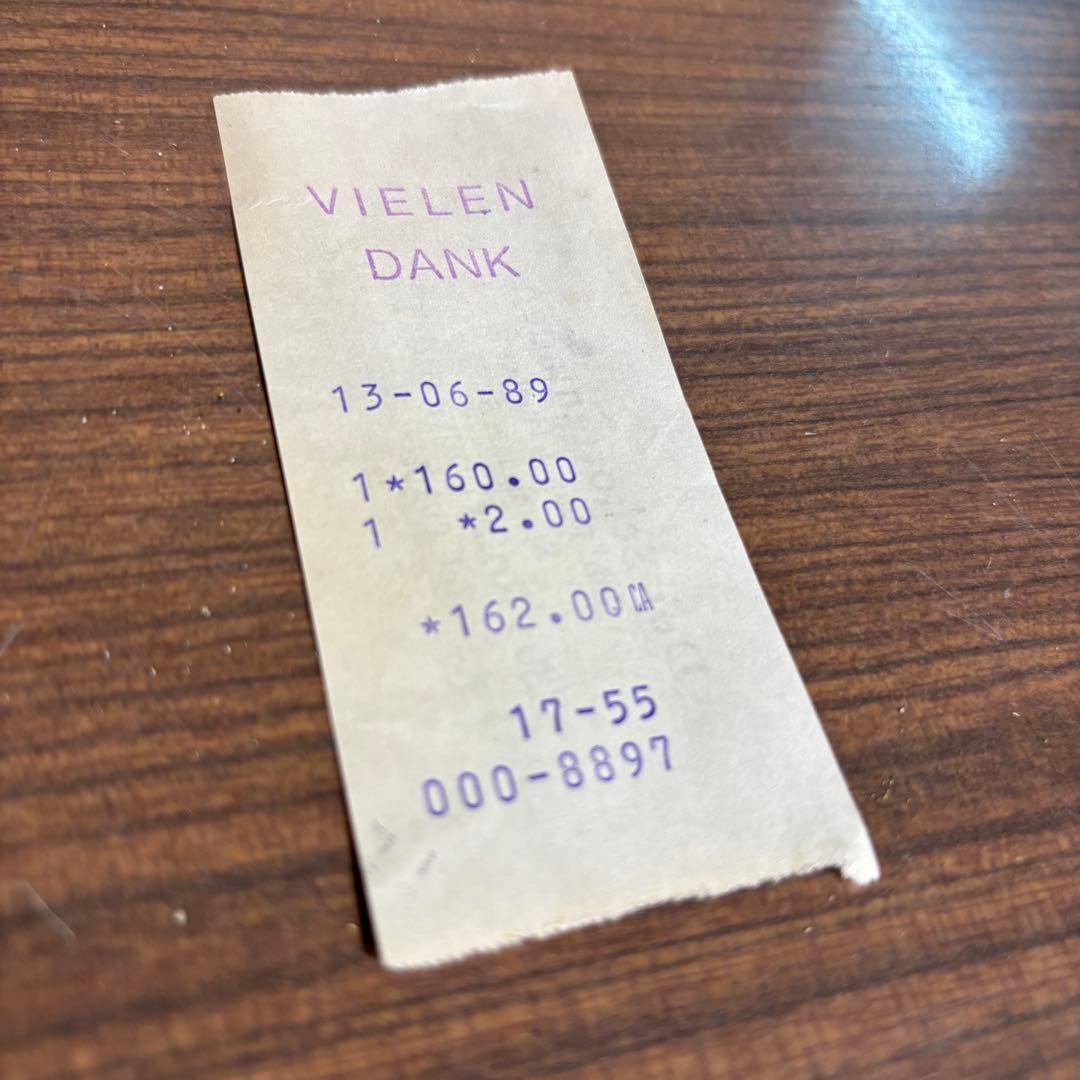 VIELEN
DANK
13-06-89
1*160.00
1 *2.00
*162.00CA
17-55
000-8897